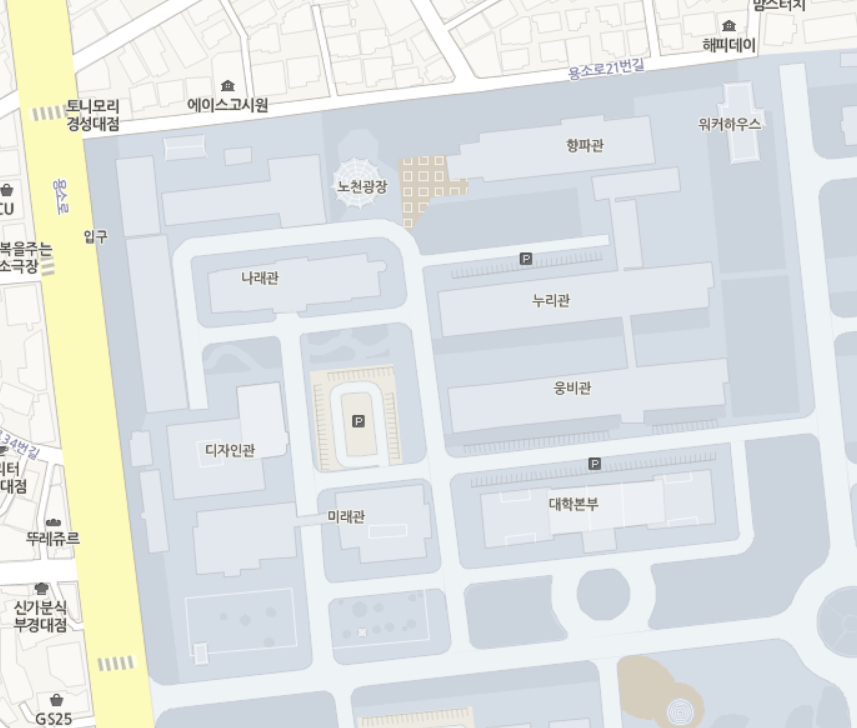 맘스터치
해피데이
용소로21번길
에이스고시원
토니모리
경성대점
워커하우스
향파관
노천광장
용소로
CU
입구
복을주는
소극장
나래관
P
누리관
웅비관
P
34번길
디자인관
P
리터
대점
대학본부
미래관
뚜레쥬르
신가분식
부경대점
GS25